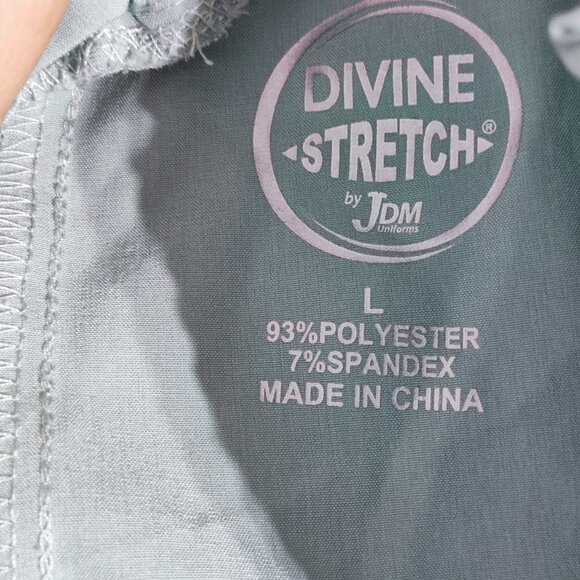 DIVINE
STRETCH®
by JDM
Uniforms
L
93%POLYESTER
7%SPANDEX
MADE IN CHINA